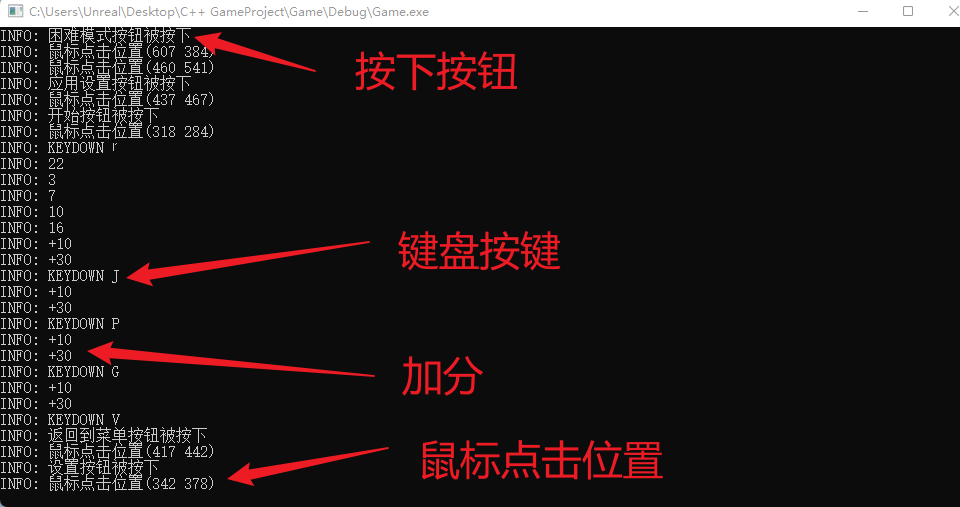 C:\Users\Unreal\Desktop\C++ GameProject\Game\Debug\Game.exe
INFO: 困难模式按钮被按下
INFO: 鼠标点击位置(607 384)
INFO: 鼠标点击位置(460 541)
INFO: 应用设置按钮被按下
INFO: 鼠标点击位置(437 467)
INFO: 开始按钮被按下
INFO: 鼠标点击位置(318 284)
INFO: KEYDOWN r
INFO: 22
INFO: 3
INFO: 7
INFO: 10
INFO: 16
INFO: +10
INFO: +30
INFO: KEYDOWN J
INFO: +10
INFO: +30
INFO: KEYDOWN P
INFO: +10
INFO: +30
INFO: KEYDOWN G
INFO: +10
INFO: +30
INFO: KEYDOWN V
INFO: 返回到菜单按钮被按下
INFO: 鼠标点击位置(417 442)
INFO: 设置按钮被按下
INFO: 鼠标点击位置(342 378)
按下按钮
键盘按键
加分
鼠标点击位置